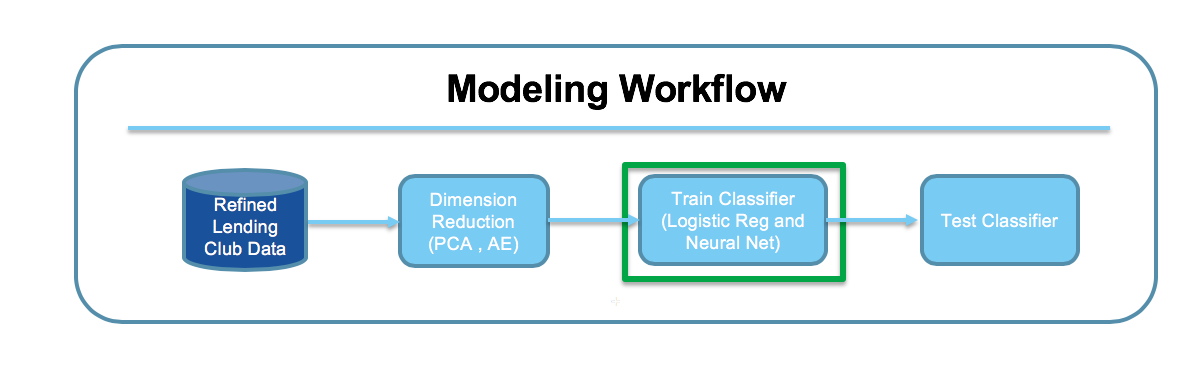 Modeling Workflow
Refined
Lending
Club Data
Dimension
Reduction
(PCA , AE)
Train Classifier
(Logistic Reg and
Neural Net)
Test Classifier